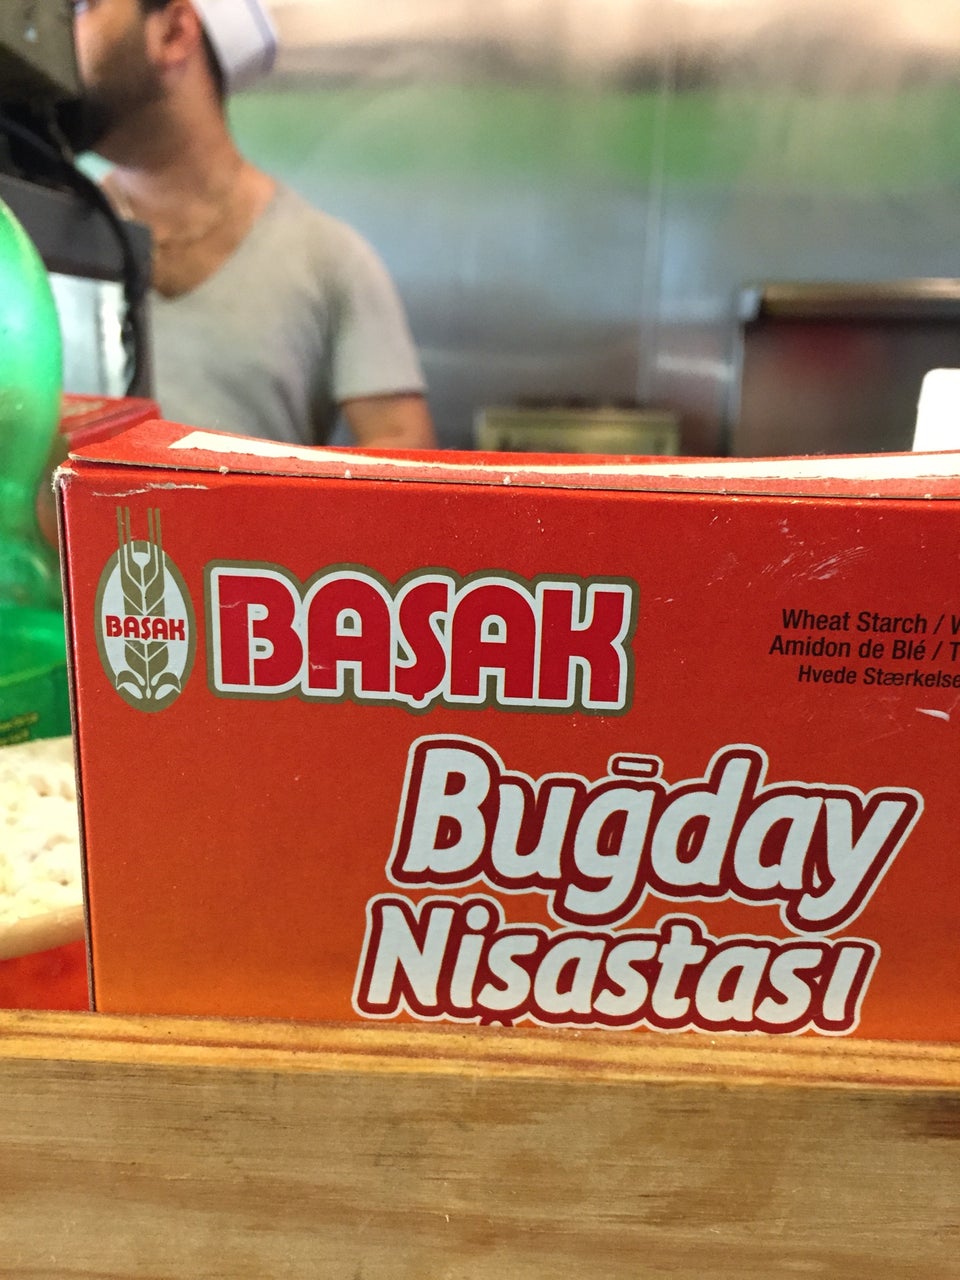 BAŞAK
BAŞAK
Wheat Starch /
Amidon de Blé /
Hvede Stærkelse
Buğday
Nişastası